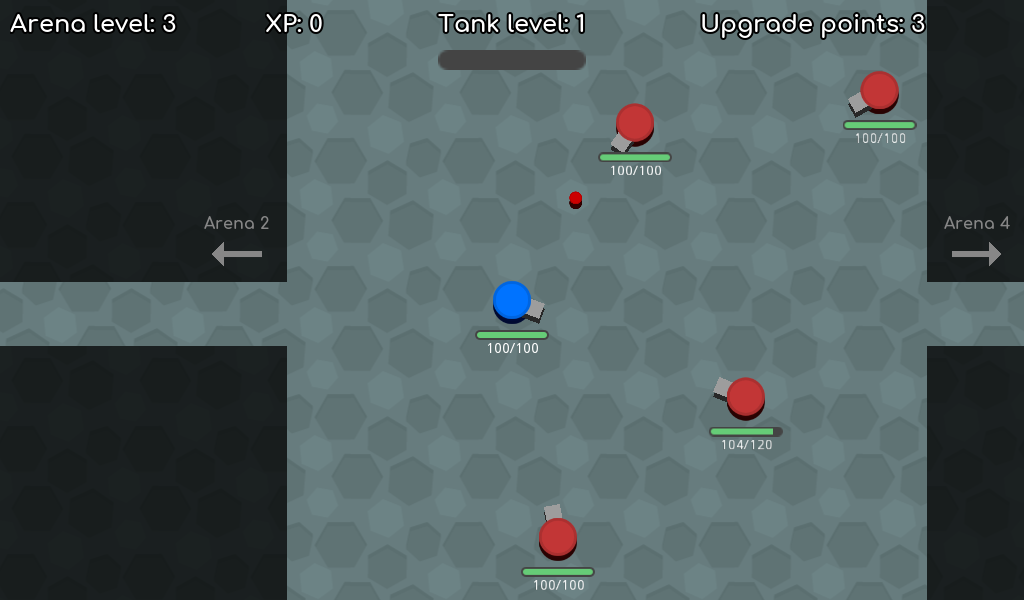 Arena level: 3
XP: 0
Tank level: 1
Upgrade points: 3
100/100
100/100
Arena 2
Arena 4
100/100
104/120
100/100